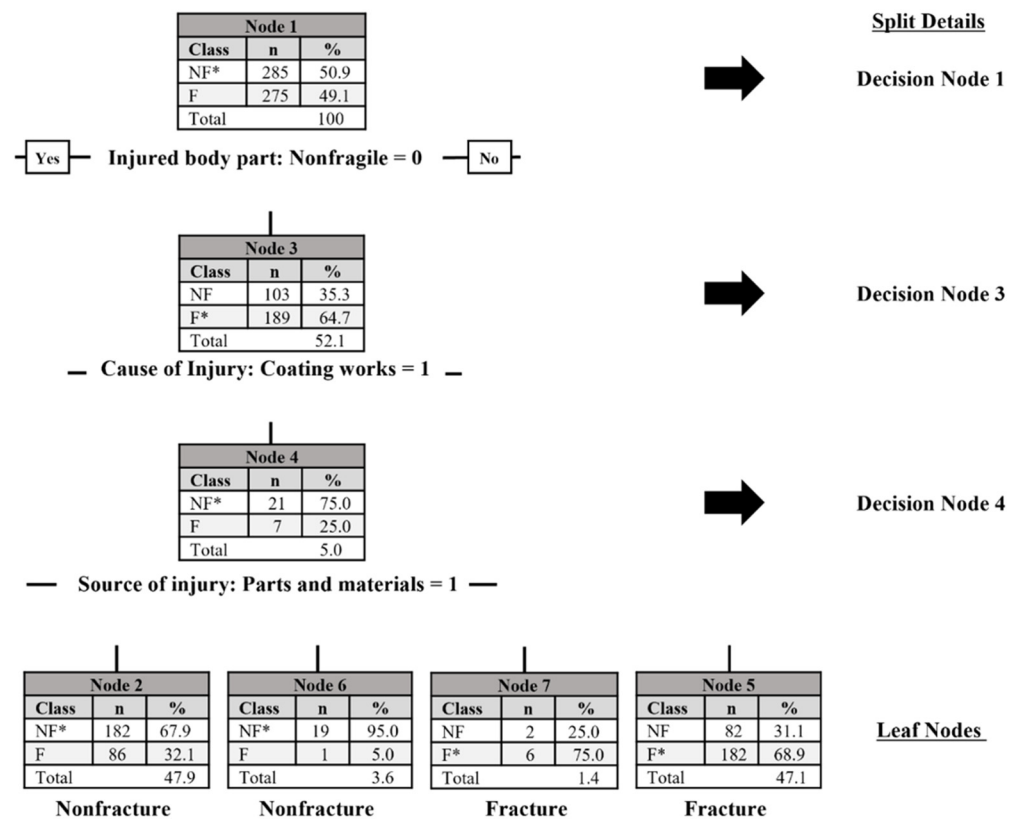 Split Details
Node 1
Class n %
NF* 285 50.9
F 275 49.1
Total 100
Decision Node 1
Yes Injured body part: Nonfragile = 0 No
Node 3
Class n %
NF 103 35.3
F* 189 64.7
Total 52.1
Decision Node 3
Cause of Injury: Coating works = 1
Node 4
Class n %
NF* 21 75.0
F 7 25.0
Total 5.0
Decision Node 4
Source of injury: Parts and materials = 1
Node 2 Node 6 Node 7 Node 5
Class n % Class n % Class n % Class n %
NF* 182 67.9 NF* 19 95.0 NF 2 25.0 NF 82 31.1
F 86 32.1 F 1 5.0 F* 6 75.0 F* 182 68.9
Total 47.9 Total 3.6 Total 1.4 Total 47.1
Leaf Nodes
Nonfracture Nonfracture Fracture Fracture